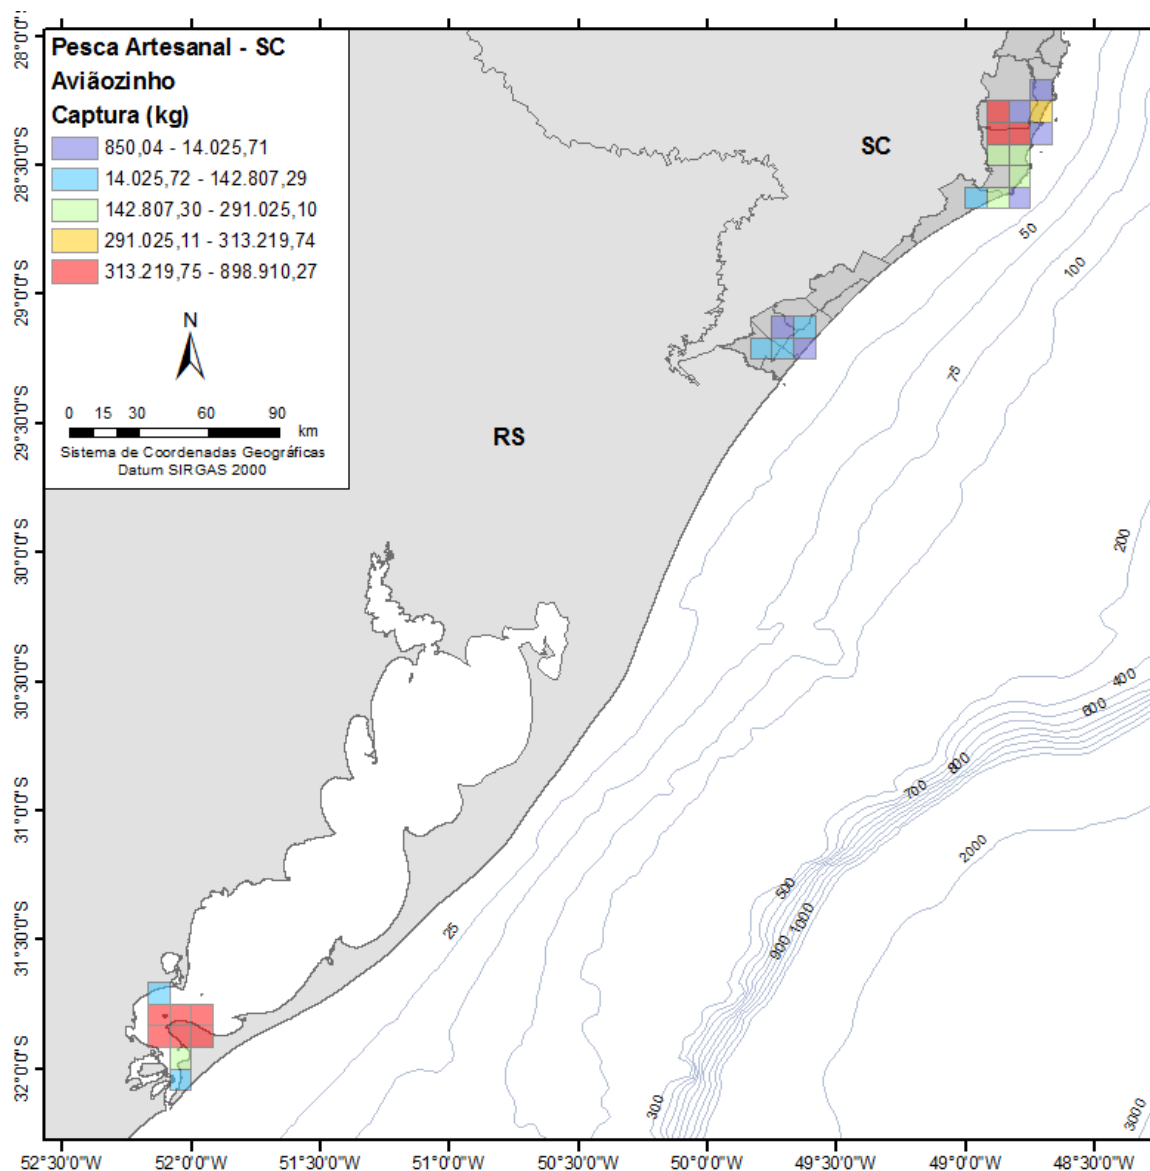 Pesca Artesanal - SC
Aviãozinho
Captura (kg)
850,04 - 14.025,71
14.025,72 - 142.807,29
142.807,30 - 291.025,10
291.025,11 - 313.219,74
313.219,75 - 898.910,27
N
0 15 30 60 90
km
Sistema de Coordenadas Geográficas
Datum SIRGAS 2000
SC
RS
50
100
75
200
400
600
800
700
2000
500
1000
900
25
300
3000
28°0'0"S
28°30'0"S
29°0'0"S
29°30'0"S
30°0'0"S
30°30'0"S
31°0'0"S
31°30'0"S
32°0'0"S
52°30'0"W
52°0'0"W
51°30'0"W
51°0'0"W
50°30'0"W
50°0'0"W
49°30'0"W
49°0'0"W
48°30'0"W